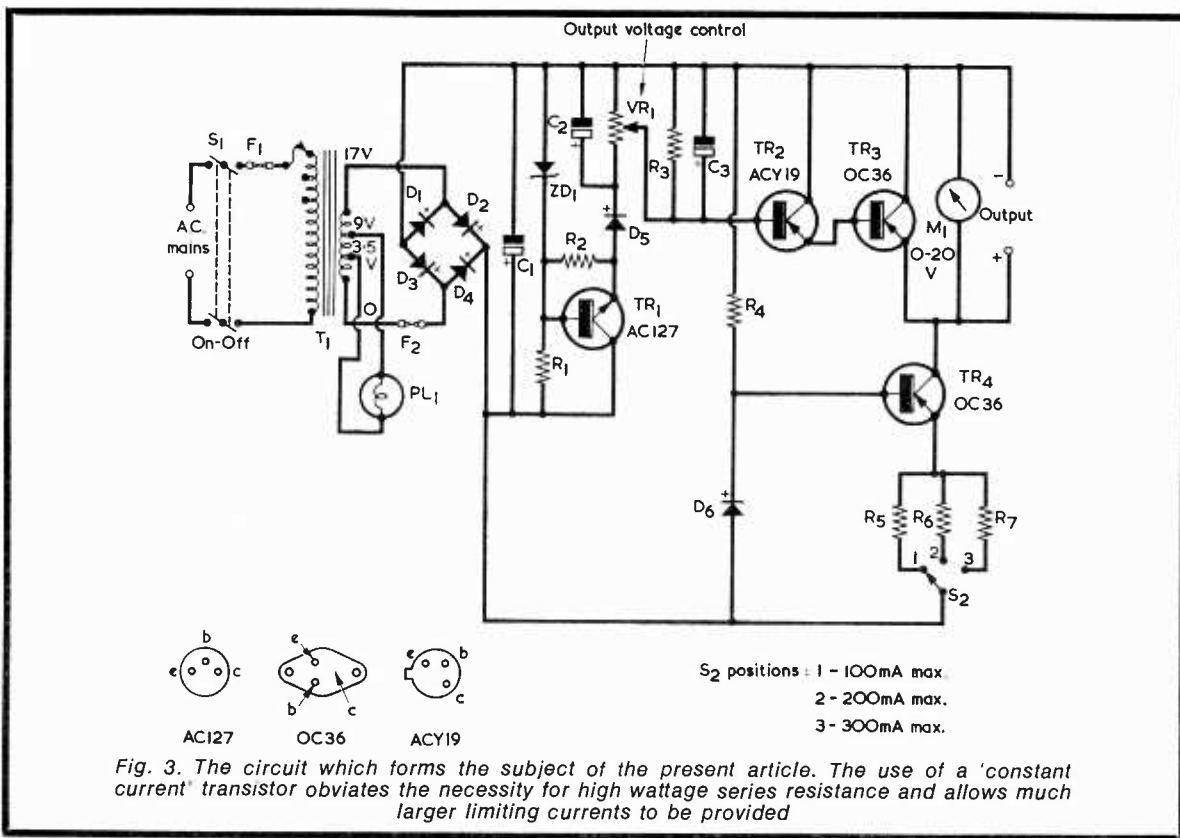 Output voltage control
S1
F1
17V
AC
mains
9V
3·5
V
O
T1
On-Off
F2
PL1
D1
D2
D3
D4
C1
C2
ZD1
R2
R1
VR1
D5
TR1
AC127
R3
C3
TR2
ACY19
TR3
OC36
M1
0-20
V
Output
-
+
R4
D6
TR4
OC36
R5
R6
R7
1
2
3
S2
b
e
c
AC127
e
b
c
OC36
e
b
c
ACY19
S2 positions : 1 - 100mA max.
2 - 200mA max.
3 - 300mA max.
Fig. 3. The circuit which forms the subject of the present article. The use of a 'constant
current' transistor obviates the necessity for high wattage series resistance and allows much
larger limiting currents to be provided